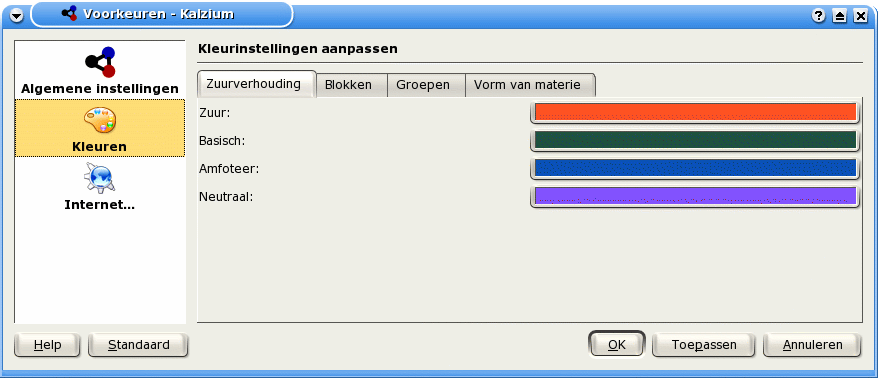 Voorkeuren - Kalzium
Algemene instellingen
Kleuren
Internet...
Kleurinstellingen aanpassen
Zuurverhouding Blokken Groepen Vorm van materie
Zuur:
Basisch:
Amfoteer:
Neutraal:
Help Standaard OK Toepassen Annuleren